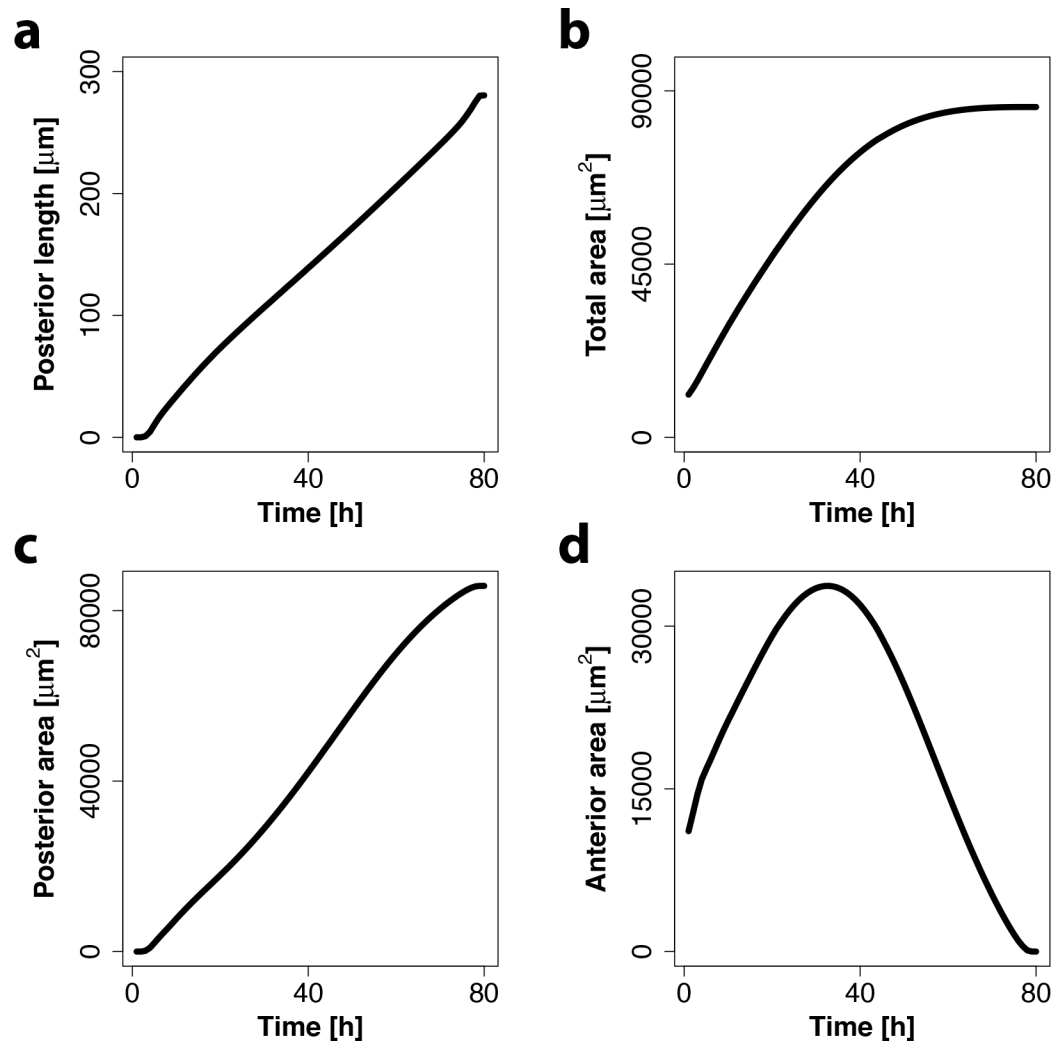 a
Posterior length [μm]
0 100 200 300
0 40 80
Time [h]
b
Total area [μm²]
0 45000 90000
0 40 80
Time [h]
c
Posterior area [μm²]
0 40000 80000
0 40 80
Time [h]
d
Anterior area [μm²]
0 15000 30000
0 40 80
Time [h]